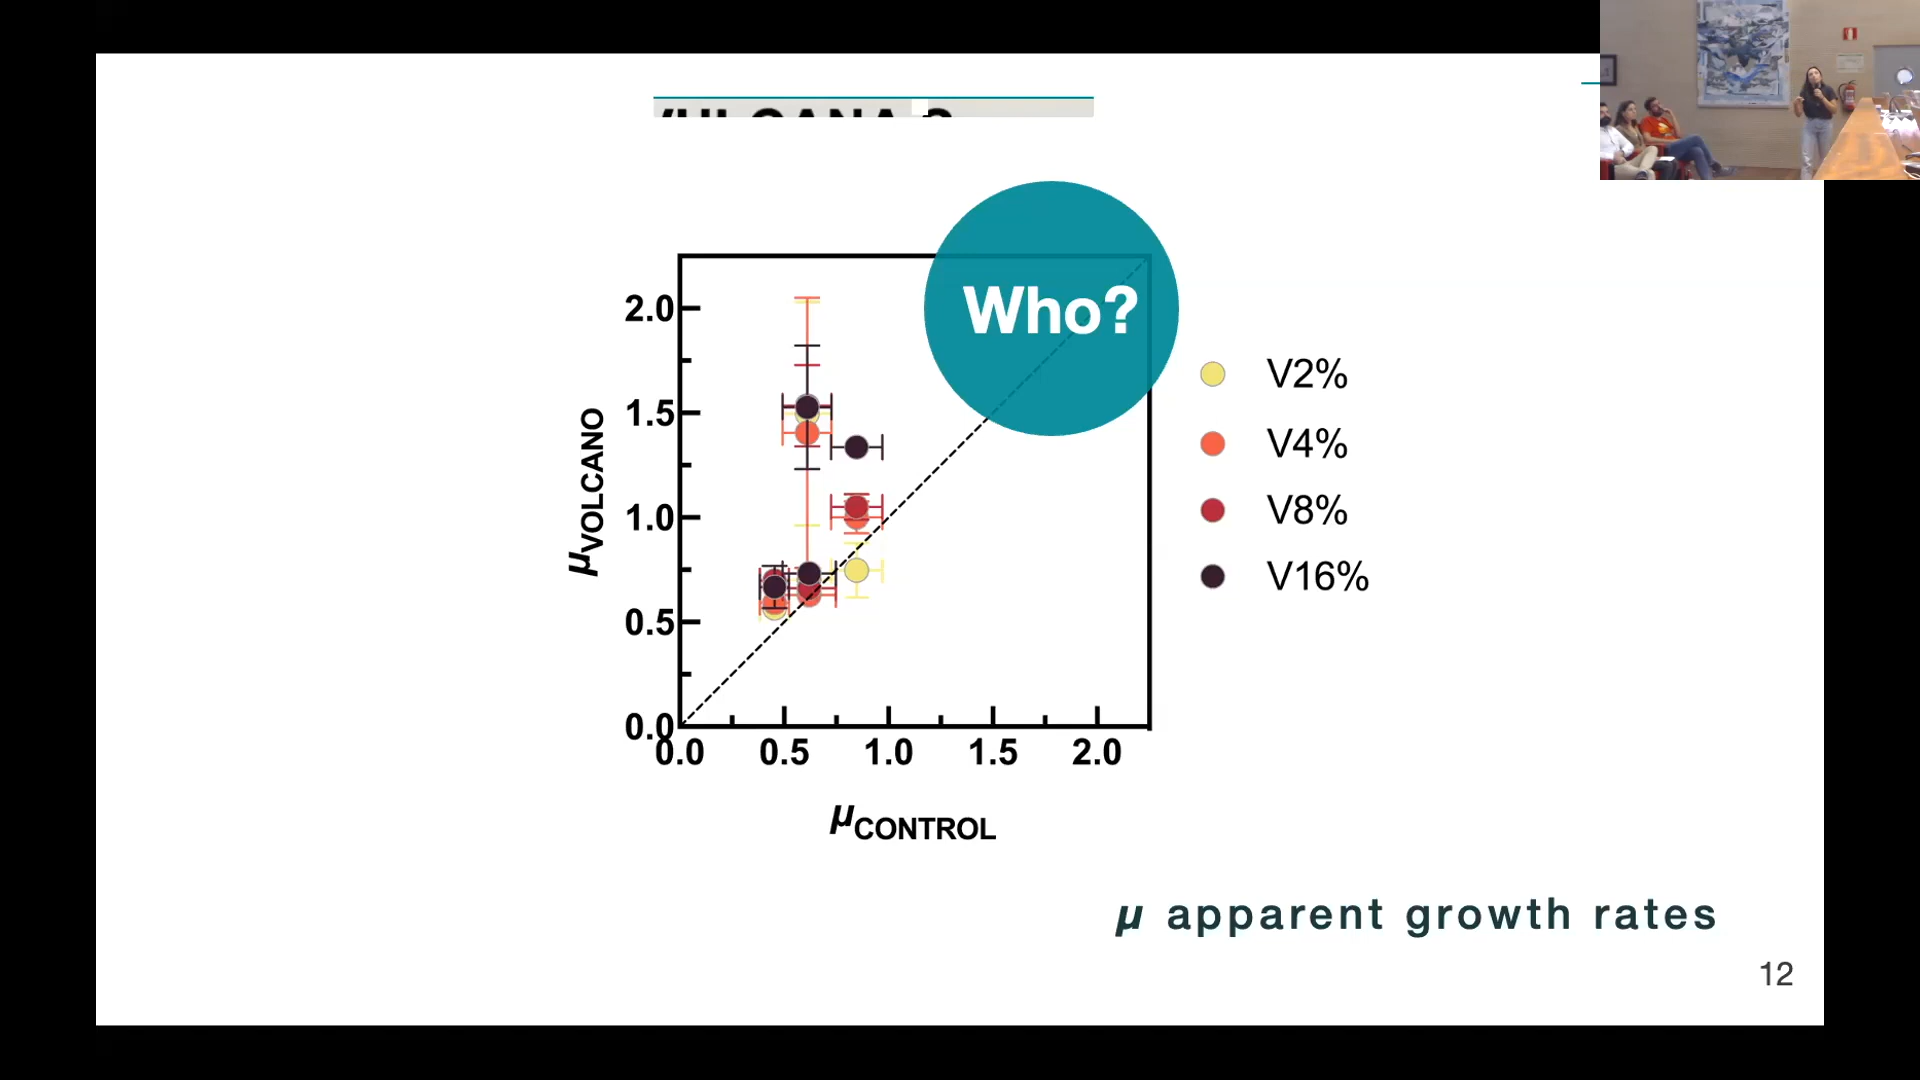 Who?
2.0
1.5
1.0
0.5
0.0
0.0 0.5 1.0 1.5 2.0
μVOLCANO
μCONTROL
V2%
V4%
V8%
V16%
μ apparent growth rates
12